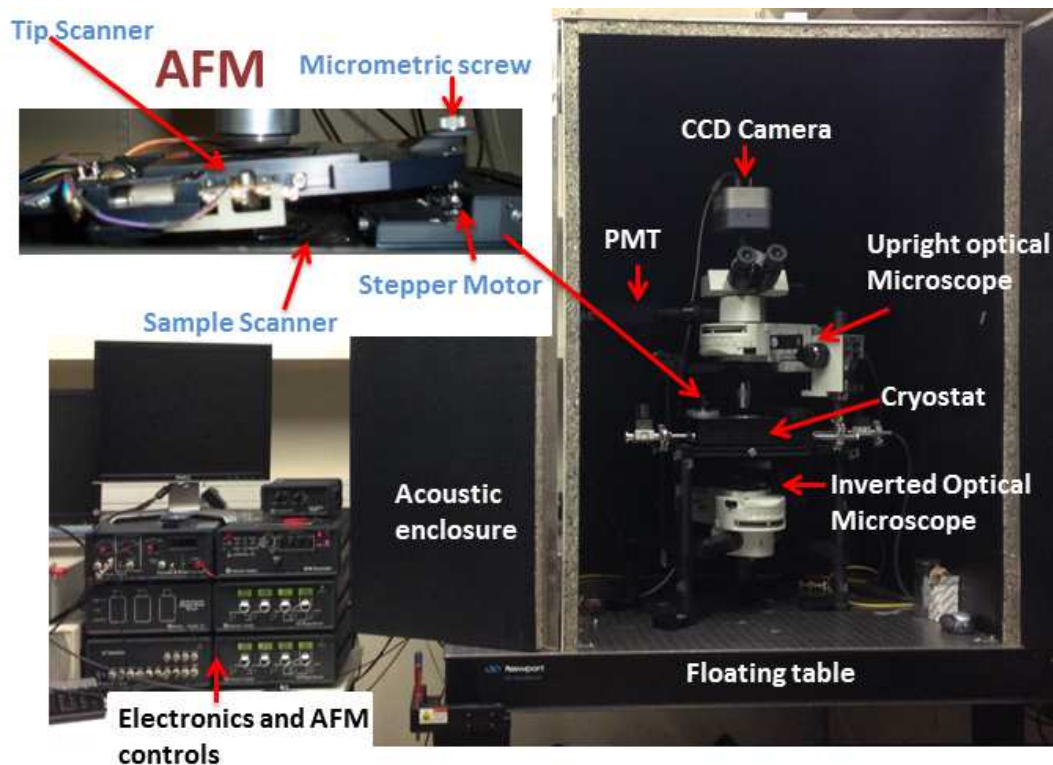 Tip Scanner
AFM
Micrometric screw
CCD Camera
PMT
Upright optical
Microscope
Stepper Motor
Sample Scanner
Cryostat
Acoustic
enclosure
Inverted Optical
Microscope
Newport
Floating table
Electronics and AFM
controls